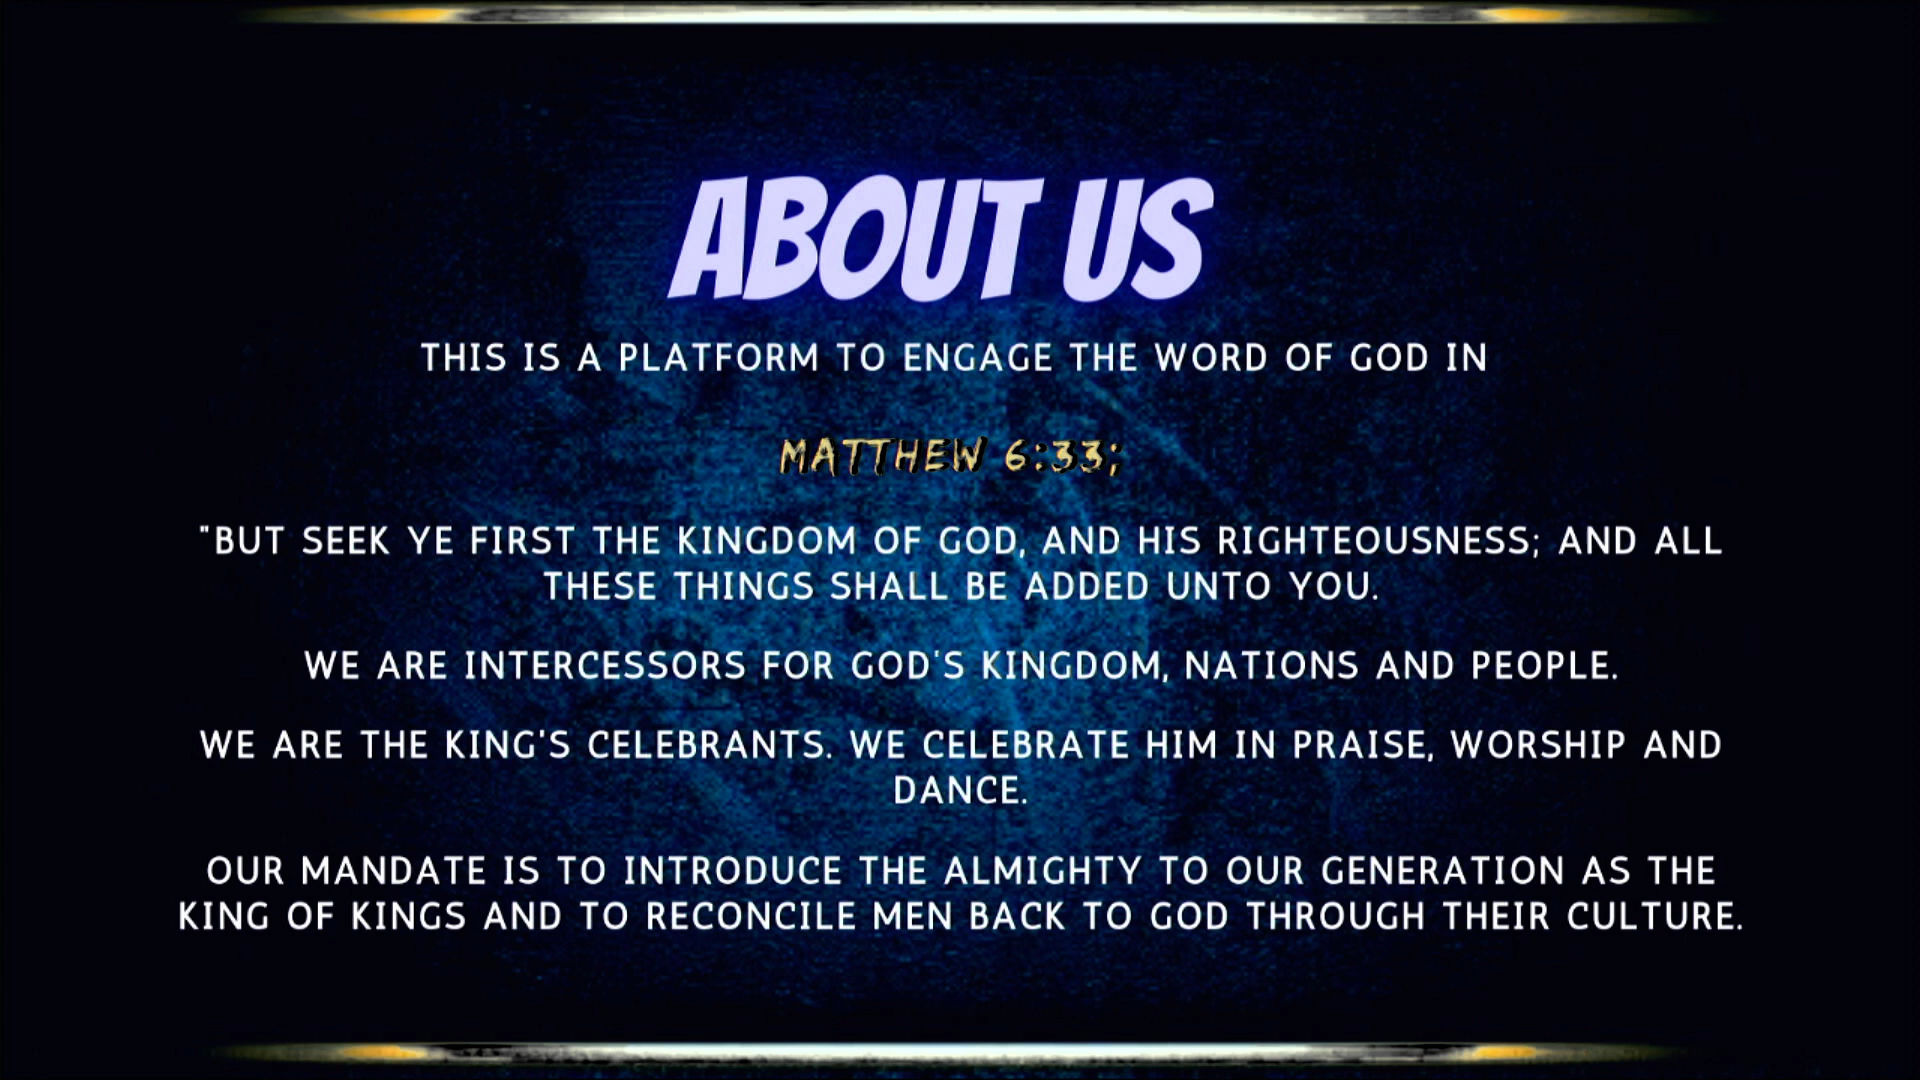 ABOUT US
THIS IS A PLATFORM TO ENGAGE THE WORD OF GOD IN
MATTHEW 6:33;
"BUT SEEK YE FIRST THE KINGDOM OF GOD, AND HIS RIGHTEOUSNESS; AND ALL
THESE THINGS SHALL BE ADDED UNTO YOU.
WE ARE INTERCESSORS FOR GOD'S KINGDOM, NATIONS AND PEOPLE.
WE ARE THE KING'S CELEBRANTS. WE CELEBRATE HIM IN PRAISE, WORSHIP AND
DANCE.
OUR MANDATE IS TO INTRODUCE THE ALMIGHTY TO OUR GENERATION AS THE
KING OF KINGS AND TO RECONCILE MEN BACK TO GOD THROUGH THEIR CULTURE.